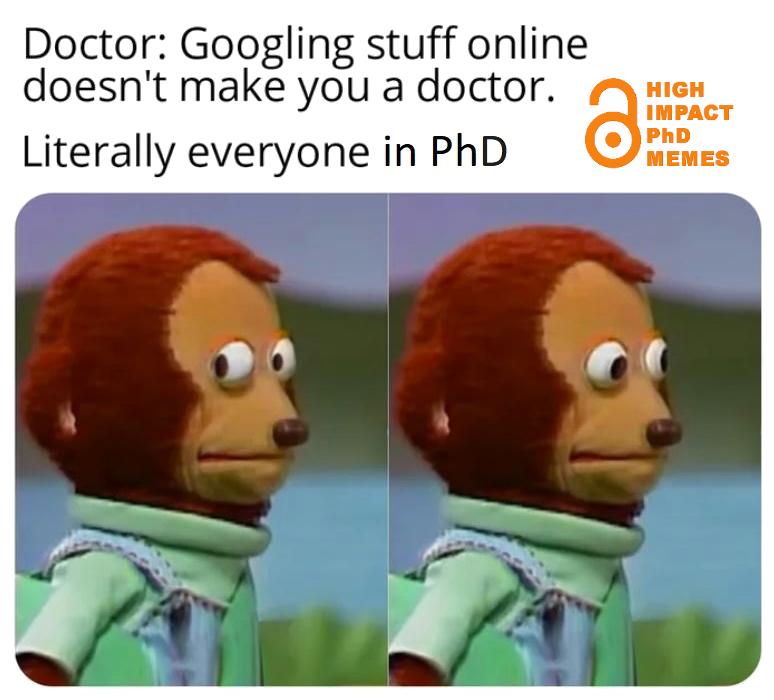 Doctor: Googling stuff online
doesn't make you a doctor.
Literally everyone in PhD
HIGH
IMPACT
PhD
MEMES